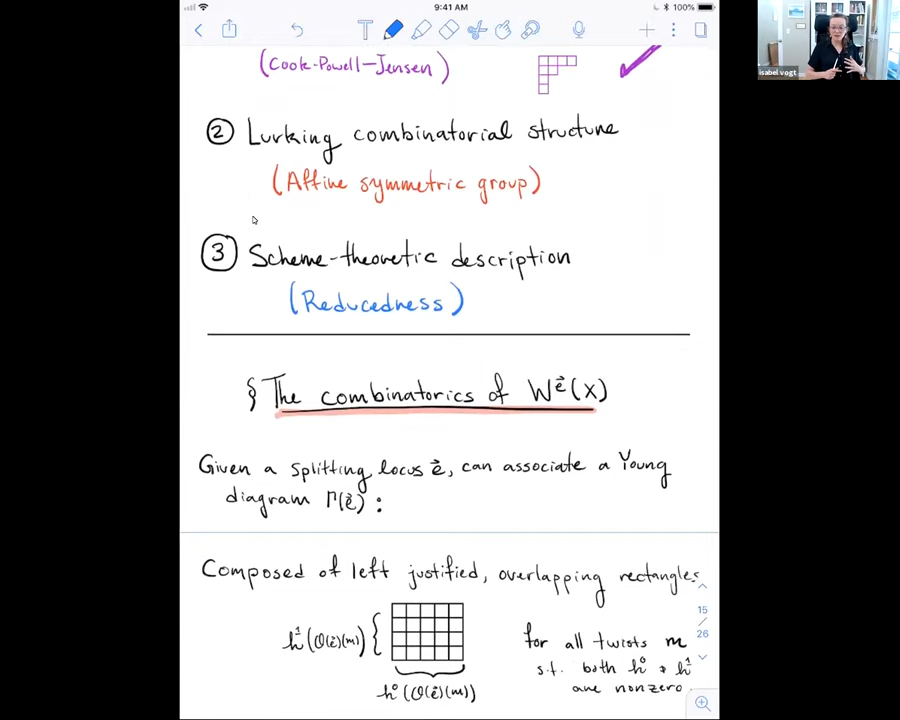 9:41 AM
100%
isabel vogt
(Cook-Powell-Jensen)
② Lurking combinatorial structure
(Affine symmetric group)
③ Scheme-theoretic description
(Reducedness)
§ The combinatorics of W^e⃗(X)
Given a splitting locus e⃗, can associate a Young
diagram Γ(e⃗):
Composed of left justified, overlapping rectangles
h¹(O(e⃗)(m)) {
h⁰(O(e⃗)(m))
for all twists m
s.t. both h⁰ & h¹
are nonzero.
15
/
26